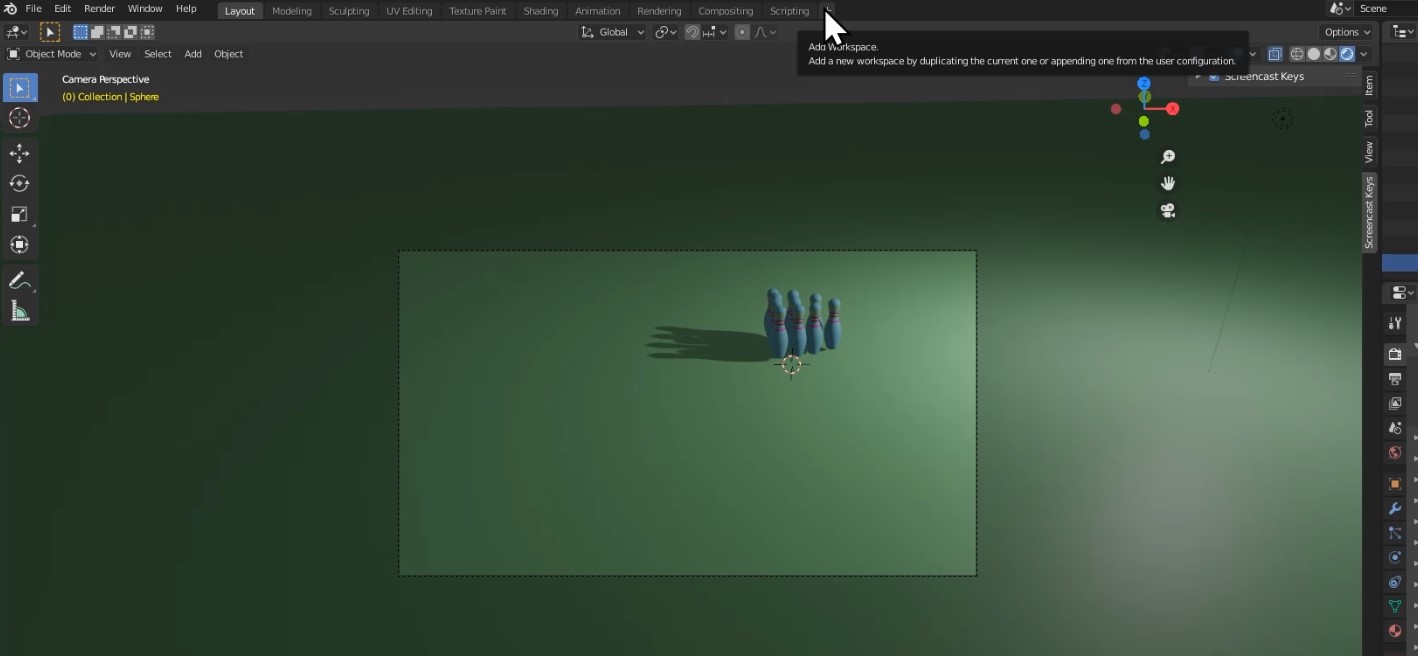 File Edit Render Window Help Layout Modeling Sculpting UV Editing Texture Paint Shading Animation Rendering Compositing Scripting + Scene
Global Options
Object Mode View Select Add Object
Add Workspace.
Add a new workspace by duplicating the current one or appending one from the user configuration.
Camera Perspective
(0) Collection | Sphere
Screencast Keys
Z
X
Item
Tool
View
Screencast Keys